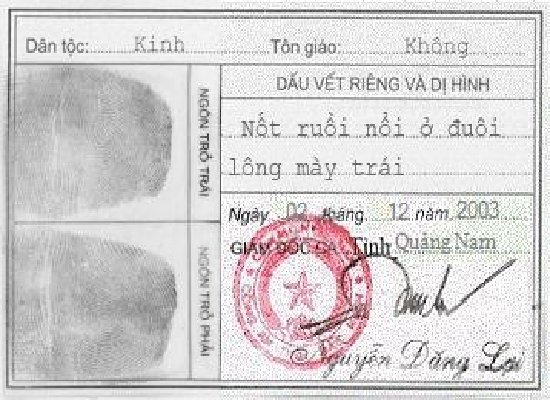 Dân tộc: Kinh Tôn giáo: Không
NGÓN TRỎ TRÁI
DẤU VẾT RIÊNG VÀ DỊ HÌNH
Nốt ruồi nổi ở đuôi
lông mày trái
NGÓN TRỎ PHẢI
Ngày 02 tháng 12 năm 2003
GIÁM ĐỐC CA Tỉnh Quảng Nam
Nguyễn Đăng Lợi